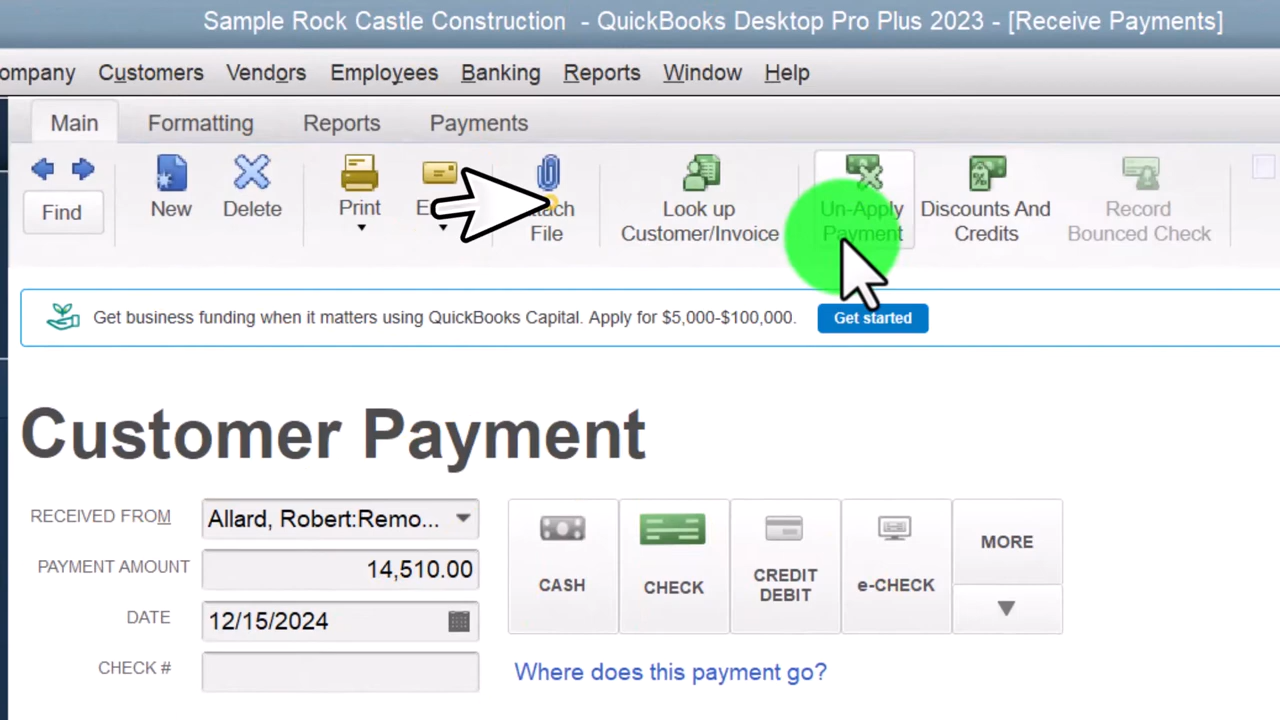 Sample Rock Castle Construction - QuickBooks Desktop Pro Plus 2023 - [Receive Payments]
ompany Customers Vendors Employees Banking Reports Window Help
Main Formatting Reports Payments
Find New Delete Print Look up Customer/Invoice Un-Apply Payment Discounts And Credits Record Bounced Check
File
Get business funding when it matters using QuickBooks Capital. Apply for $5,000-$100,000. Get started
Customer Payment
RECEIVED FROM Allard, Robert:Remo...
PAYMENT AMOUNT 14,510.00
DATE 12/15/2024
CHECK #
CASH
CHECK
CREDIT
DEBIT
e-CHECK
MORE
Where does this payment go?